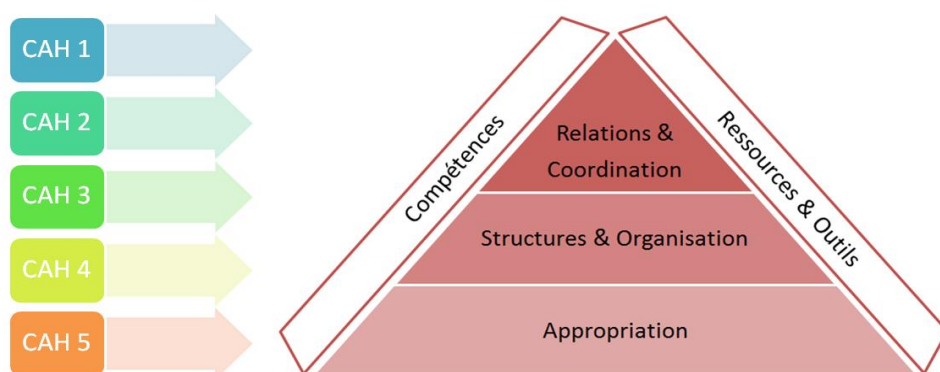 CAH 1
CAH 2
CAH 3
CAH 4
CAH 5
Compétences
Relations &
Coordination
Structures & Organisation
Appropriation
Ressources & Outils